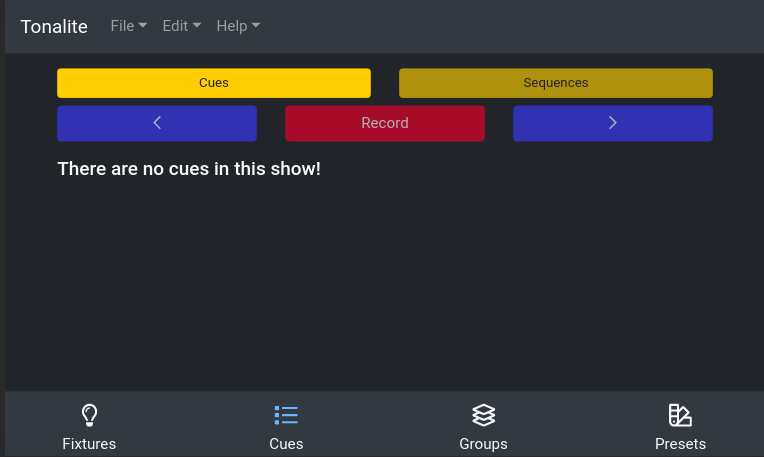 Tonalite File Edit Help
Cues Sequences
< Record >
There are no cues in this show!
Fixtures Cues Groups Presets